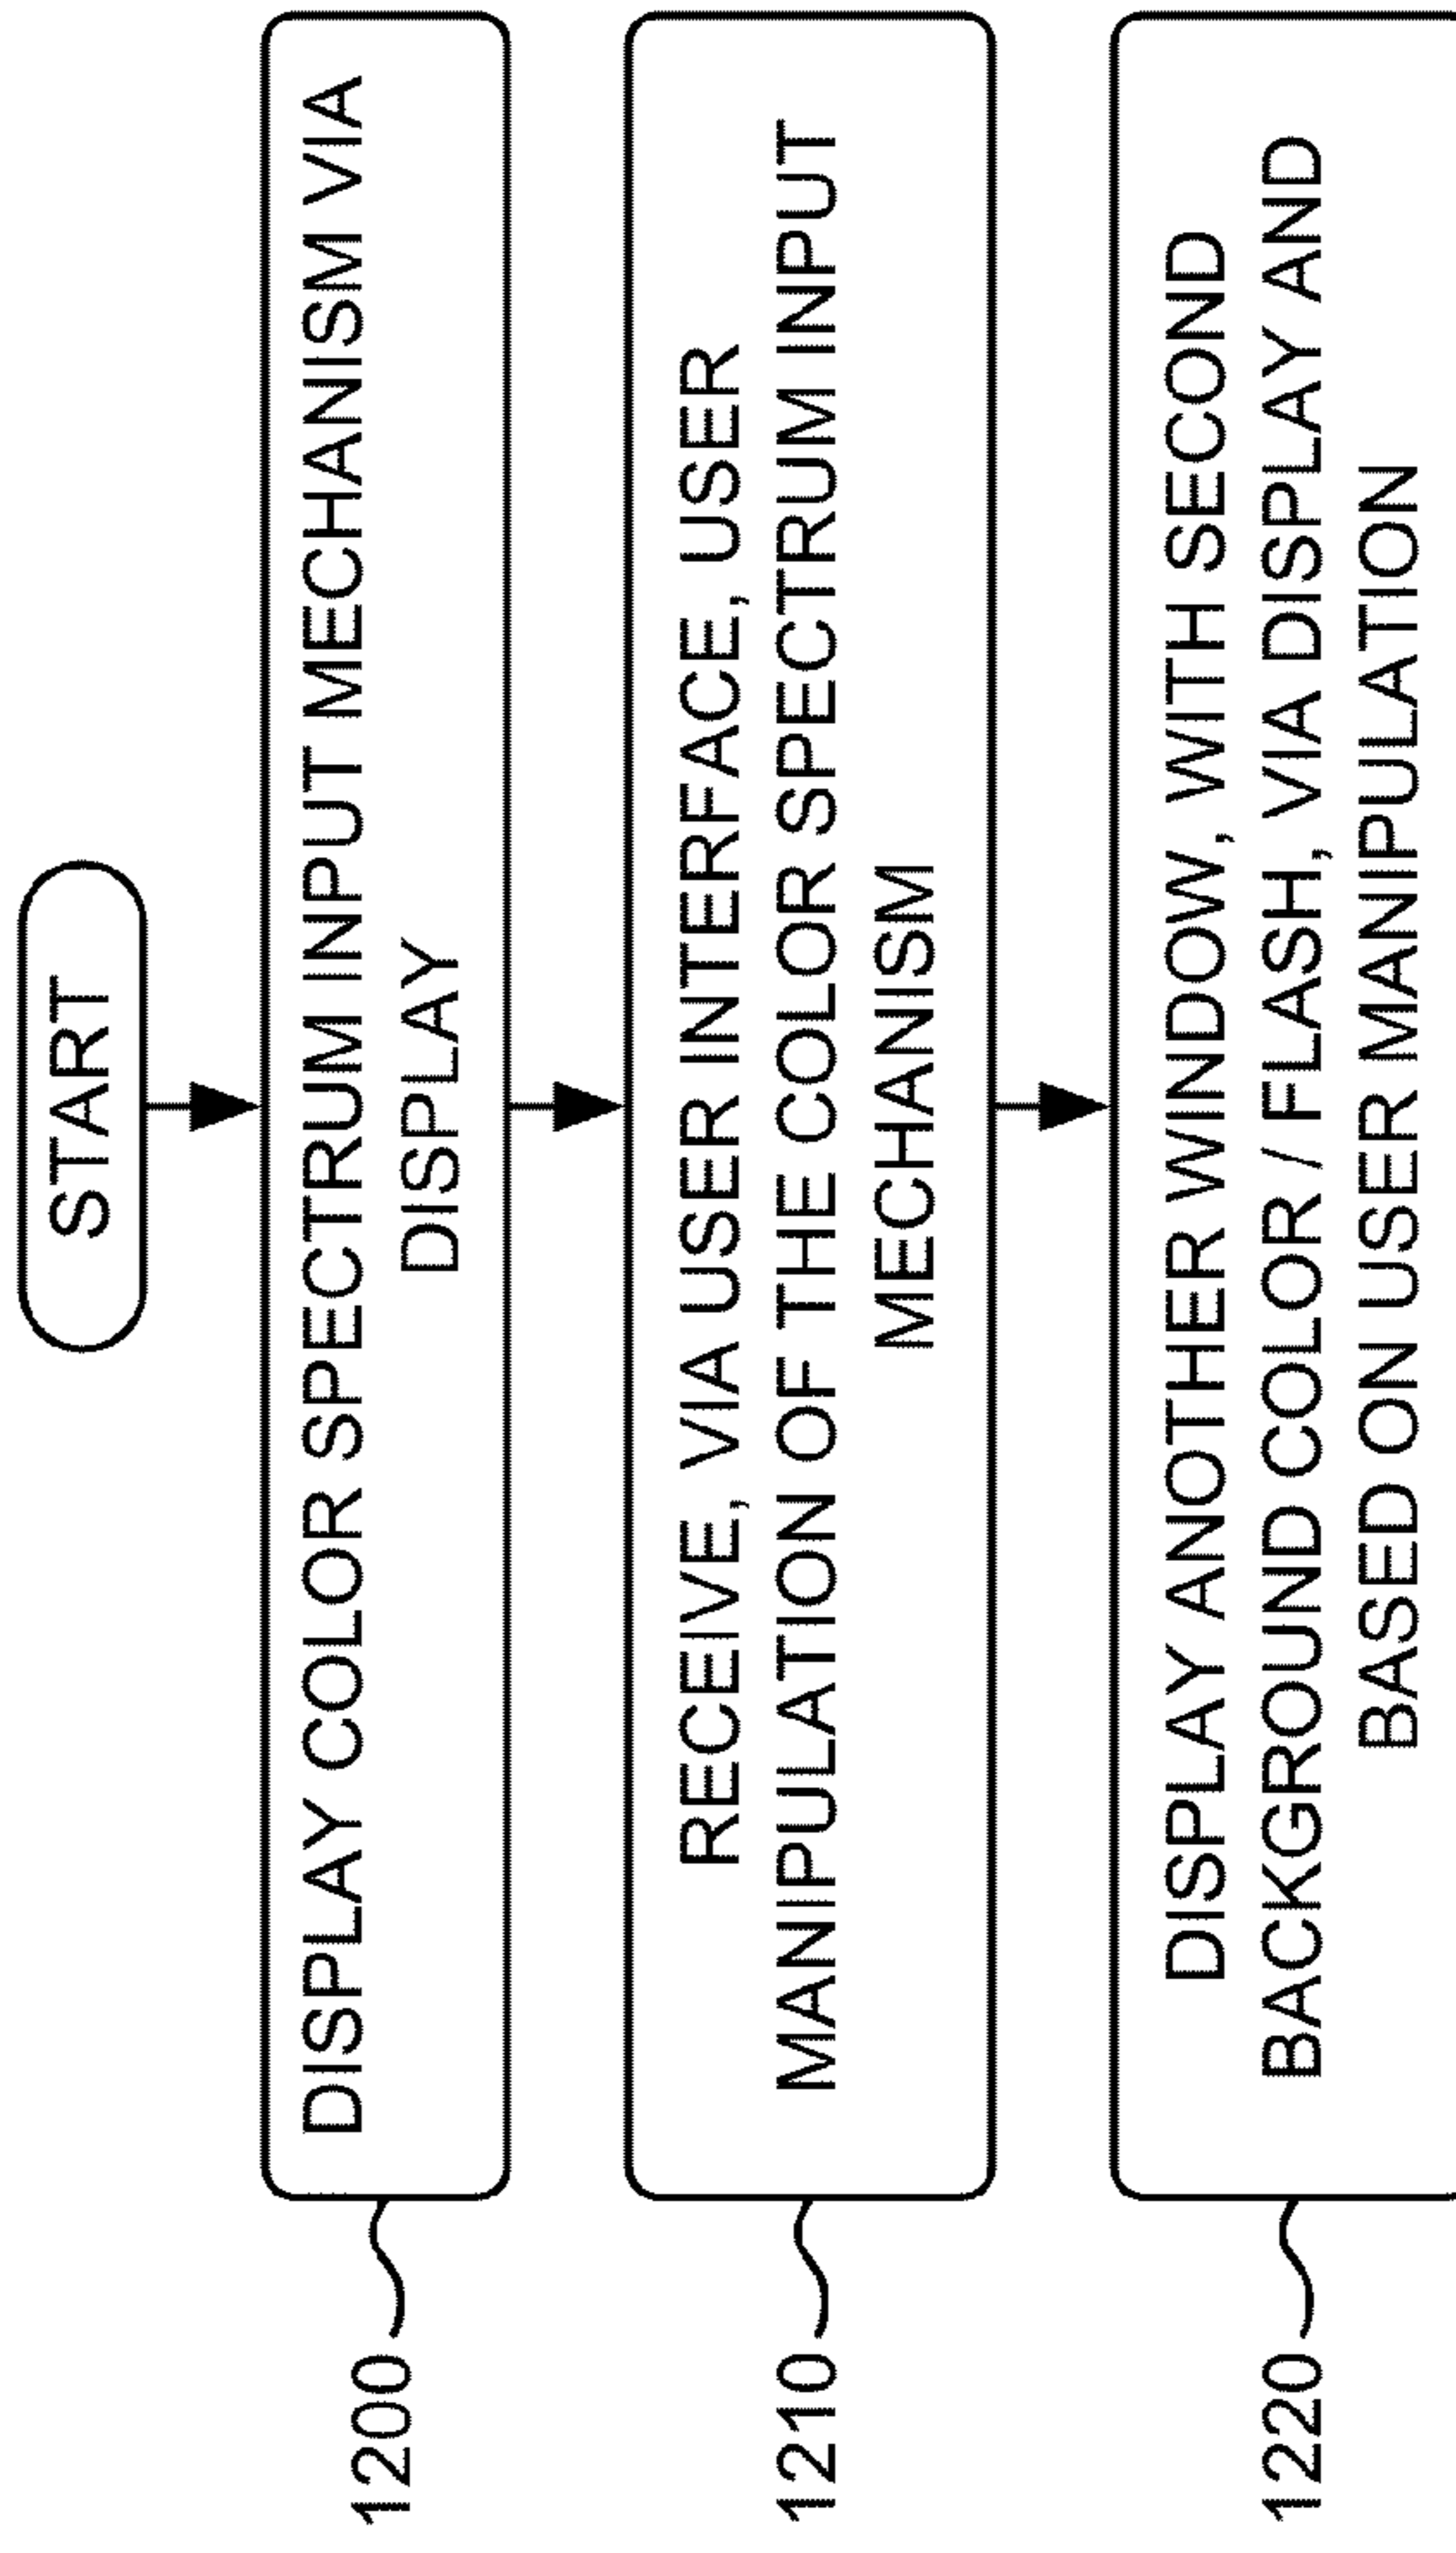 START
1200
DISPLAY COLOR SPECTRUM INPUT MECHANISM VIA
DISPLAY
1210
RECEIVE, VIA USER INTERFACE, USER
MANIPULATION OF THE COLOR SPECTRUM INPUT
MECHANISM
1220
DISPLAY ANOTHER WINDOW, WITH SECOND
BACKGROUND COLOR / FLASH, VIA DISPLAY AND
BASED ON USER MANIPULATION